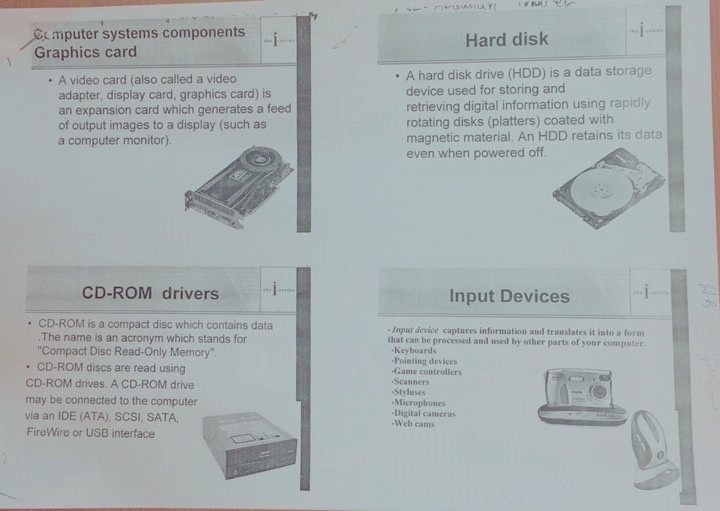 Computer systems components
Graphics card
• A video card (also called a video
adapter, display card, graphics card) is
an expansion card which generates a feed
of output images to a display (such as
a computer monitor).
Hard disk
• A hard disk drive (HDD) is a data storage
device used for storing and
retrieving digital information using rapidly
rotating disks (platters) coated with
magnetic material. An HDD retains its data
even when powered off.
CD-ROM drivers
• CD-ROM is a compact disc which contains data
.The name is an acronym which stands for
"Compact Disc Read-Only Memory".
• CD-ROM discs are read using
CD-ROM drives. A CD-ROM drive
may be connected to the computer
via an IDE (ATA), SCSI, SATA,
FireWire or USB interface
Input Devices
• Input device captures information and translates it into a form
that can be processed and used by other parts of your computer.
•Keyboards
•Pointing devices
•Game controllers
•Scanners
•Styluses
•Microphones
•Digital cameras
•Web cams